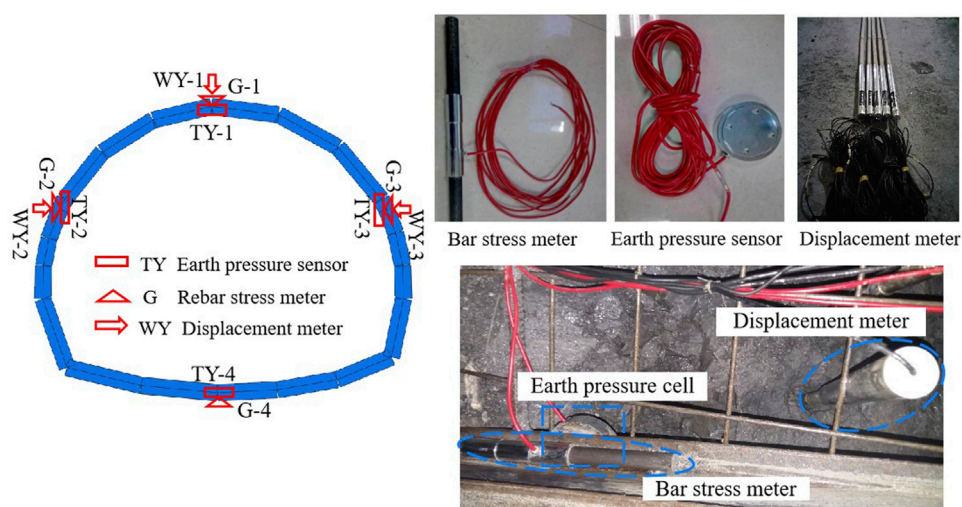 WY-1
G-1
TY-1
G-2
TY-2
WY-2
G-3
TY-3
WY-3
TY Earth pressure sensor
G Rebar stress meter
WY Displacement meter
TY-4
G-4
Bar stress meter
Earth pressure sensor
Displacement meter
Displacement meter
Earth pressure cell
Bar stress meter